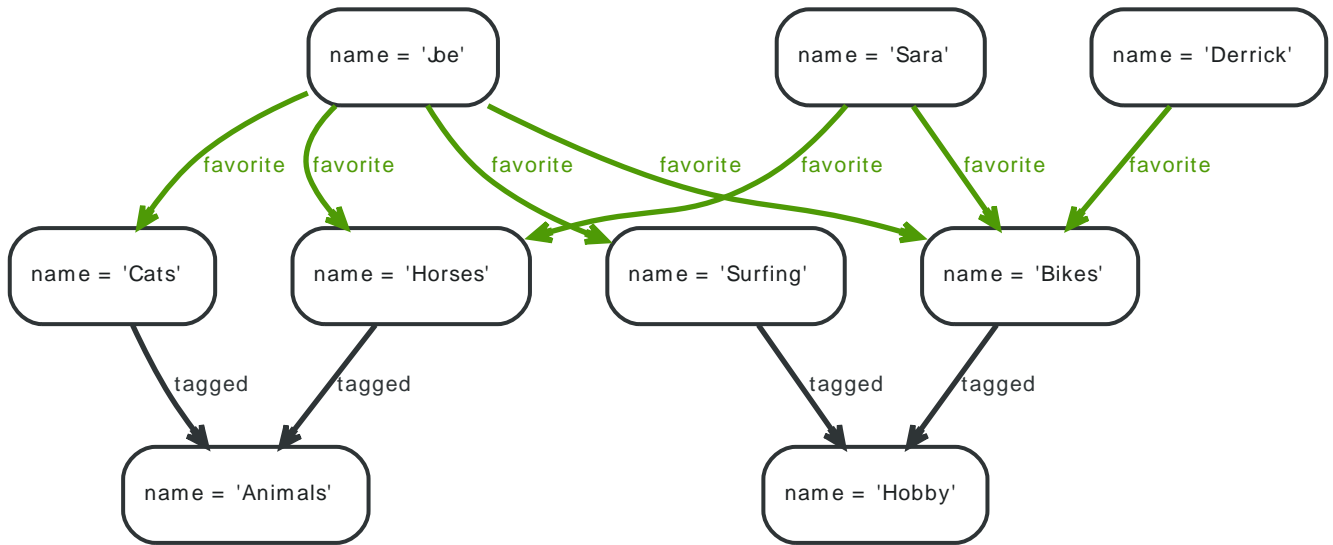 name = 'Joe'
name = 'Sara'
name = 'Derrick'
favorite
favorite
favorite
favorite
favorite
favorite
favorite
name = 'Cats'
name = 'Horses'
name = 'Surfing'
name = 'Bikes'
tagged
tagged
tagged
tagged
name = 'Animals'
name = 'Hobby'